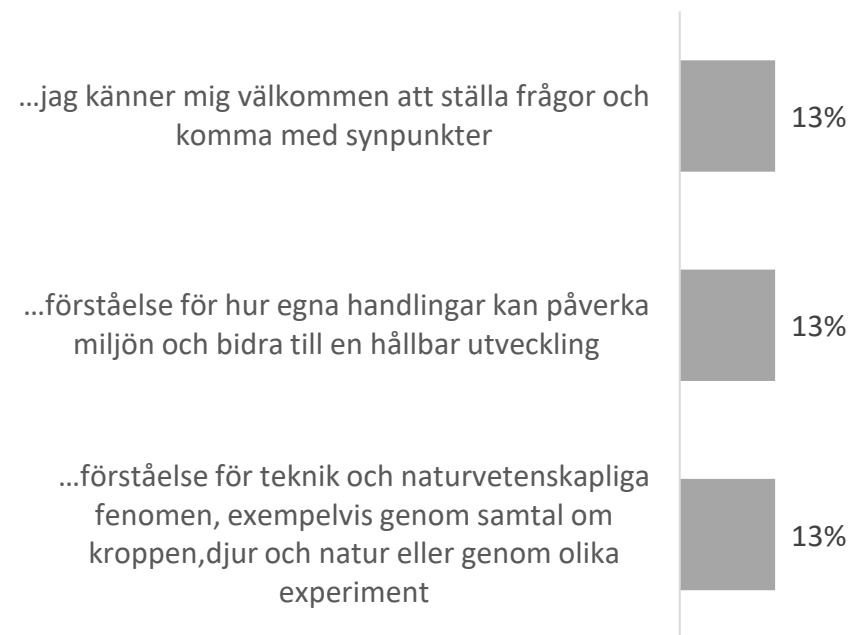 …jag känner mig välkommen att ställa frågor och
komma med synpunkter
13%
…förståelse för hur egna handlingar kan påverka
miljön och bidra till en hållbar utveckling
13%
…förståelse för teknik och naturvetenskapliga
fenomen, exempelvis genom samtal om
kroppen,djur och natur eller genom olika
experiment
13%